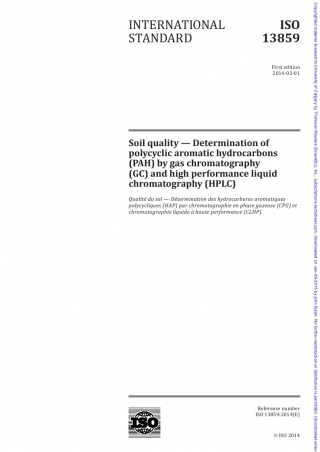 INTERNATIONAL
STANDARD
ISO
13859
First edition
2014-02-01
Soil quality — Determination of
polycyclic aromatic hydrocarbons
(PAH) by gas chromatography
(GC) and high performance liquid
chromatography (HPLC)
Qualité du sol — Détermination des hydrocarbures aromatiques
polycycliques (HAP) par chromatographie en phase gazeuse (CPG) et
chromatographie liquide à haute performance (CLHP)
Reference number
ISO 13859:2014(E)
ISO
© ISO 2014
Copyrighted material licensed to University of Calgary by Thomson Reuters (Scientific), Inc., subscriptions.techstreet.com, downloaded on Jan-09-2015 by John Ikeler. No further reproduction or distribution is permitted. Uncontrolled when